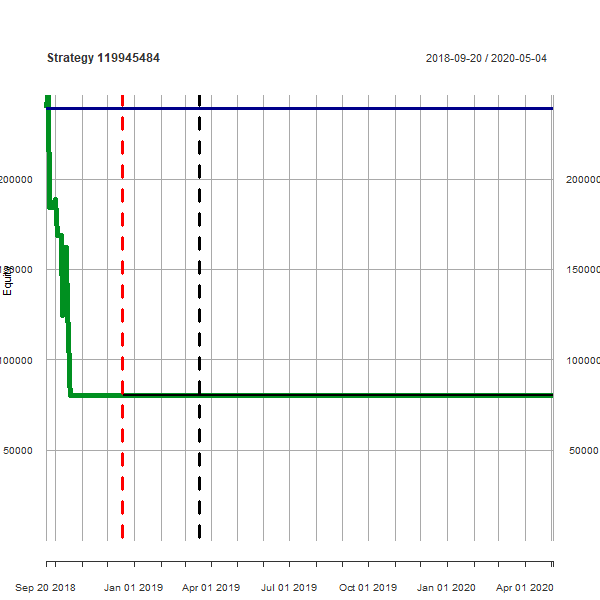 Strategy 119945484
2018-09-20 / 2020-05-04
200000
200000
150000
100000
100000
50000
50000
Sep 20 2018
Jan 01 2019
Apr 01 2019
Jul 01 2019
Oct 01 2019
Jan 01 2020
Apr 01 2020